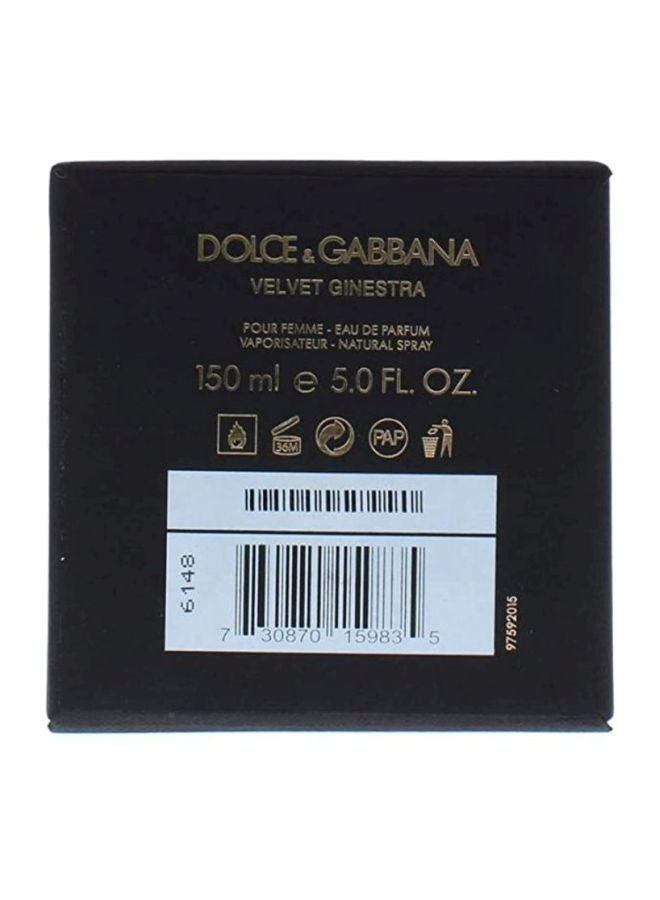 DOLCE & GABBANA
VELVET GINESTRA
POUR FEMME - EAU DE PARFUM
VAPORISATEUR - NATURAL SPRAY
150 ml e 5.0 FL. OZ.
36M
PAP
6148
7 30870 15983 5
97592015